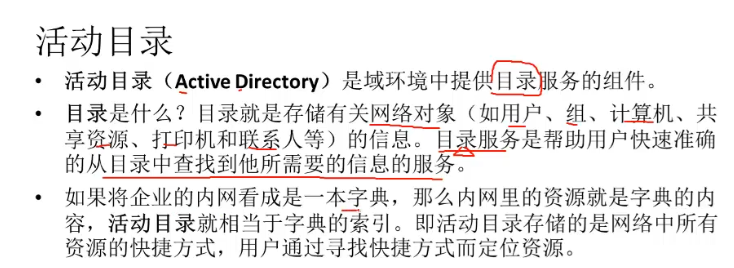 活动目录
• 活动目录（Active Directory）是域环境中提供目录服务的组件。
• 目录是什么？目录就是存储有关网络对象（如用户、组、计算机、共
享资源、打印机和联系人等）的信息。目录服务是帮助用户快速准确
的从目录中查找到他所需要的信息的服务。
• 如果将企业的内网看成是一本字典，那么内网里的资源就是字典的内
容，活动目录就相当于字典的索引。即活动目录存储的是网络中所有
资源的快捷方式，用户通过寻找快捷方式而定位资源。